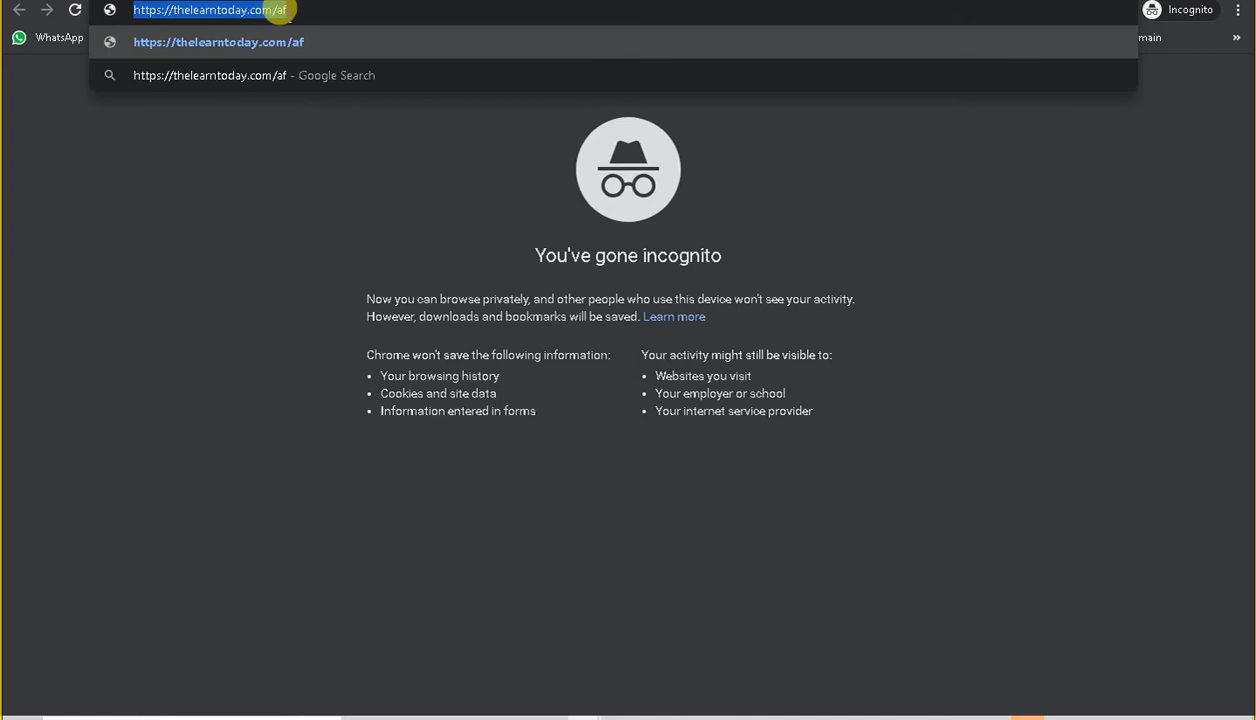 https://thelearntoday.com/af
Incognito
WhatsApp
https://thelearntoday.com/af
main
»
https://thelearntoday.com/af - Google Search
You've gone incognito
Now you can browse privately, and other people who use this device won't see your activity.
However, downloads and bookmarks will be saved. Learn more
Chrome won't save the following information:
• Your browsing history
• Cookies and site data
• Information entered in forms
Your activity might still be visible to:
• Websites you visit
• Your employer or school
• Your internet service provider